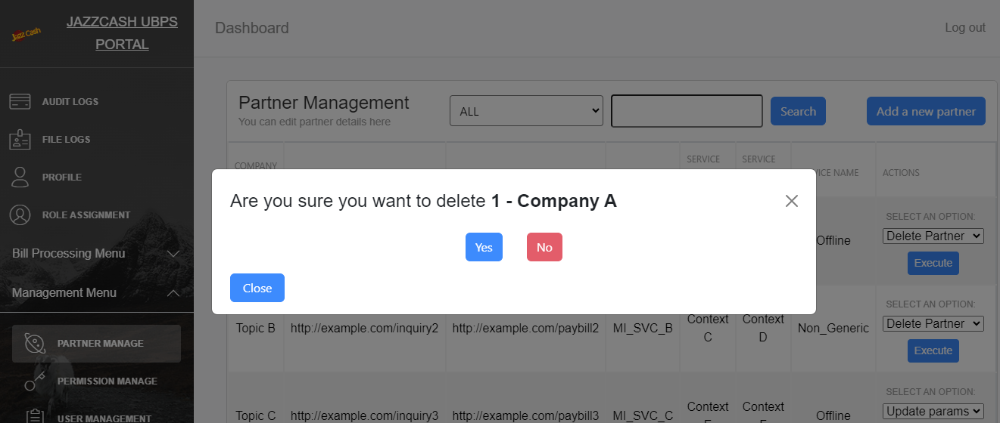 Jazz Cash
JAZZCASH UBPS
PORTAL
Dashboard
Log out
AUDIT LOGS
FILE LOGS
PROFILE
ROLE ASSIGNMENT
Bill Processing Menu
Management Menu
PARTNER MANAGE
PERMISSION MANAGE
USER MANAGEMENT
Partner Management
You can edit partner details here
ALL
Search
Add a new partner
COMPANY
SERVICE
SERVICE
ICE NAME
ACTIONS
Are you sure you want to delete 1 - Company A
Yes
No
Close
Offline
SELECT AN OPTION:
Delete Partner
Execute
Topic B
http://example.com/inquiry2
http://example.com/paybill2
MI_SVC_B
Context
C
Context
D
Non_Generic
SELECT AN OPTION:
Delete Partner
Execute
Topic C
http://example.com/inquiry3
http://example.com/paybill3
MI_SVC_C
Context
Context
Offline
SELECT AN OPTION:
Update params